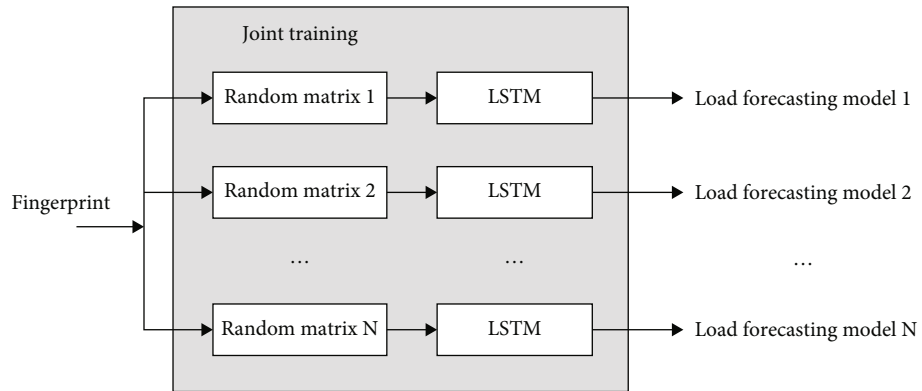 Joint training
Random matrix 1
LSTM
Load forecasting model 1
Random matrix 2
LSTM
Load forecasting model 2
Fingerprint
…
…
…
Random matrix N
LSTM
Load forecasting model N